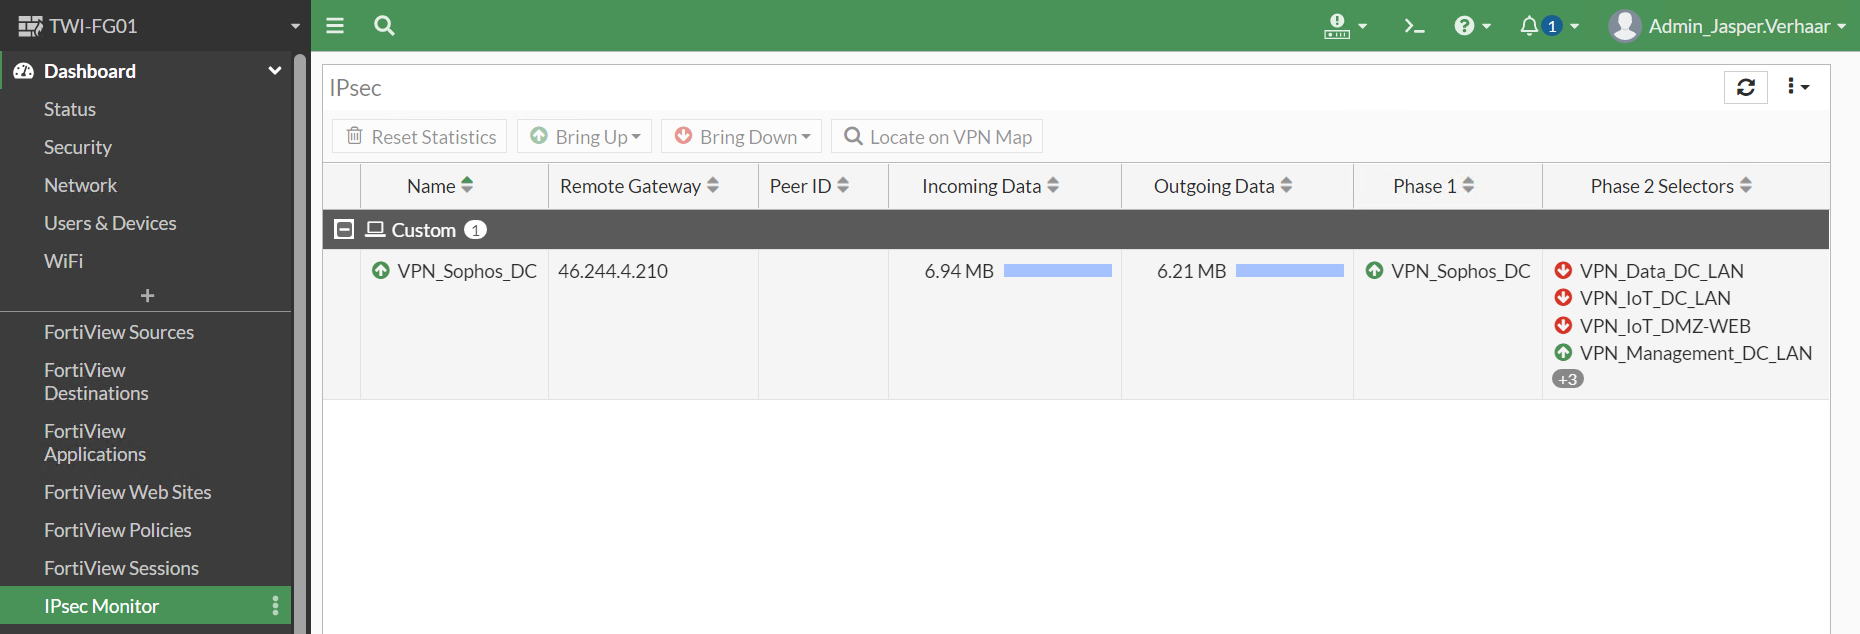 TWI-FG01
1
Admin_Jasper.Verhaar
Dashboard
Status
Security
Network
Users & Devices
WiFi
+
FortiView Sources
FortiView
Destinations
FortiView
Applications
FortiView Web Sites
FortiView Policies
FortiView Sessions
IPsec Monitor
IPsec
Reset Statistics Bring Up Bring Down Locate on VPN Map
Name Remote Gateway Peer ID Incoming Data Outgoing Data Phase 1 Phase 2 Selectors
Custom 1
VPN_Sophos_DC 46.244.4.210 6.94 MB 6.21 MB VPN_Sophos_DC VPN_Data_DC_LAN
VPN_IoT_DC_LAN
VPN_IoT_DMZ-WEB
VPN_Management_DC_LAN
+3